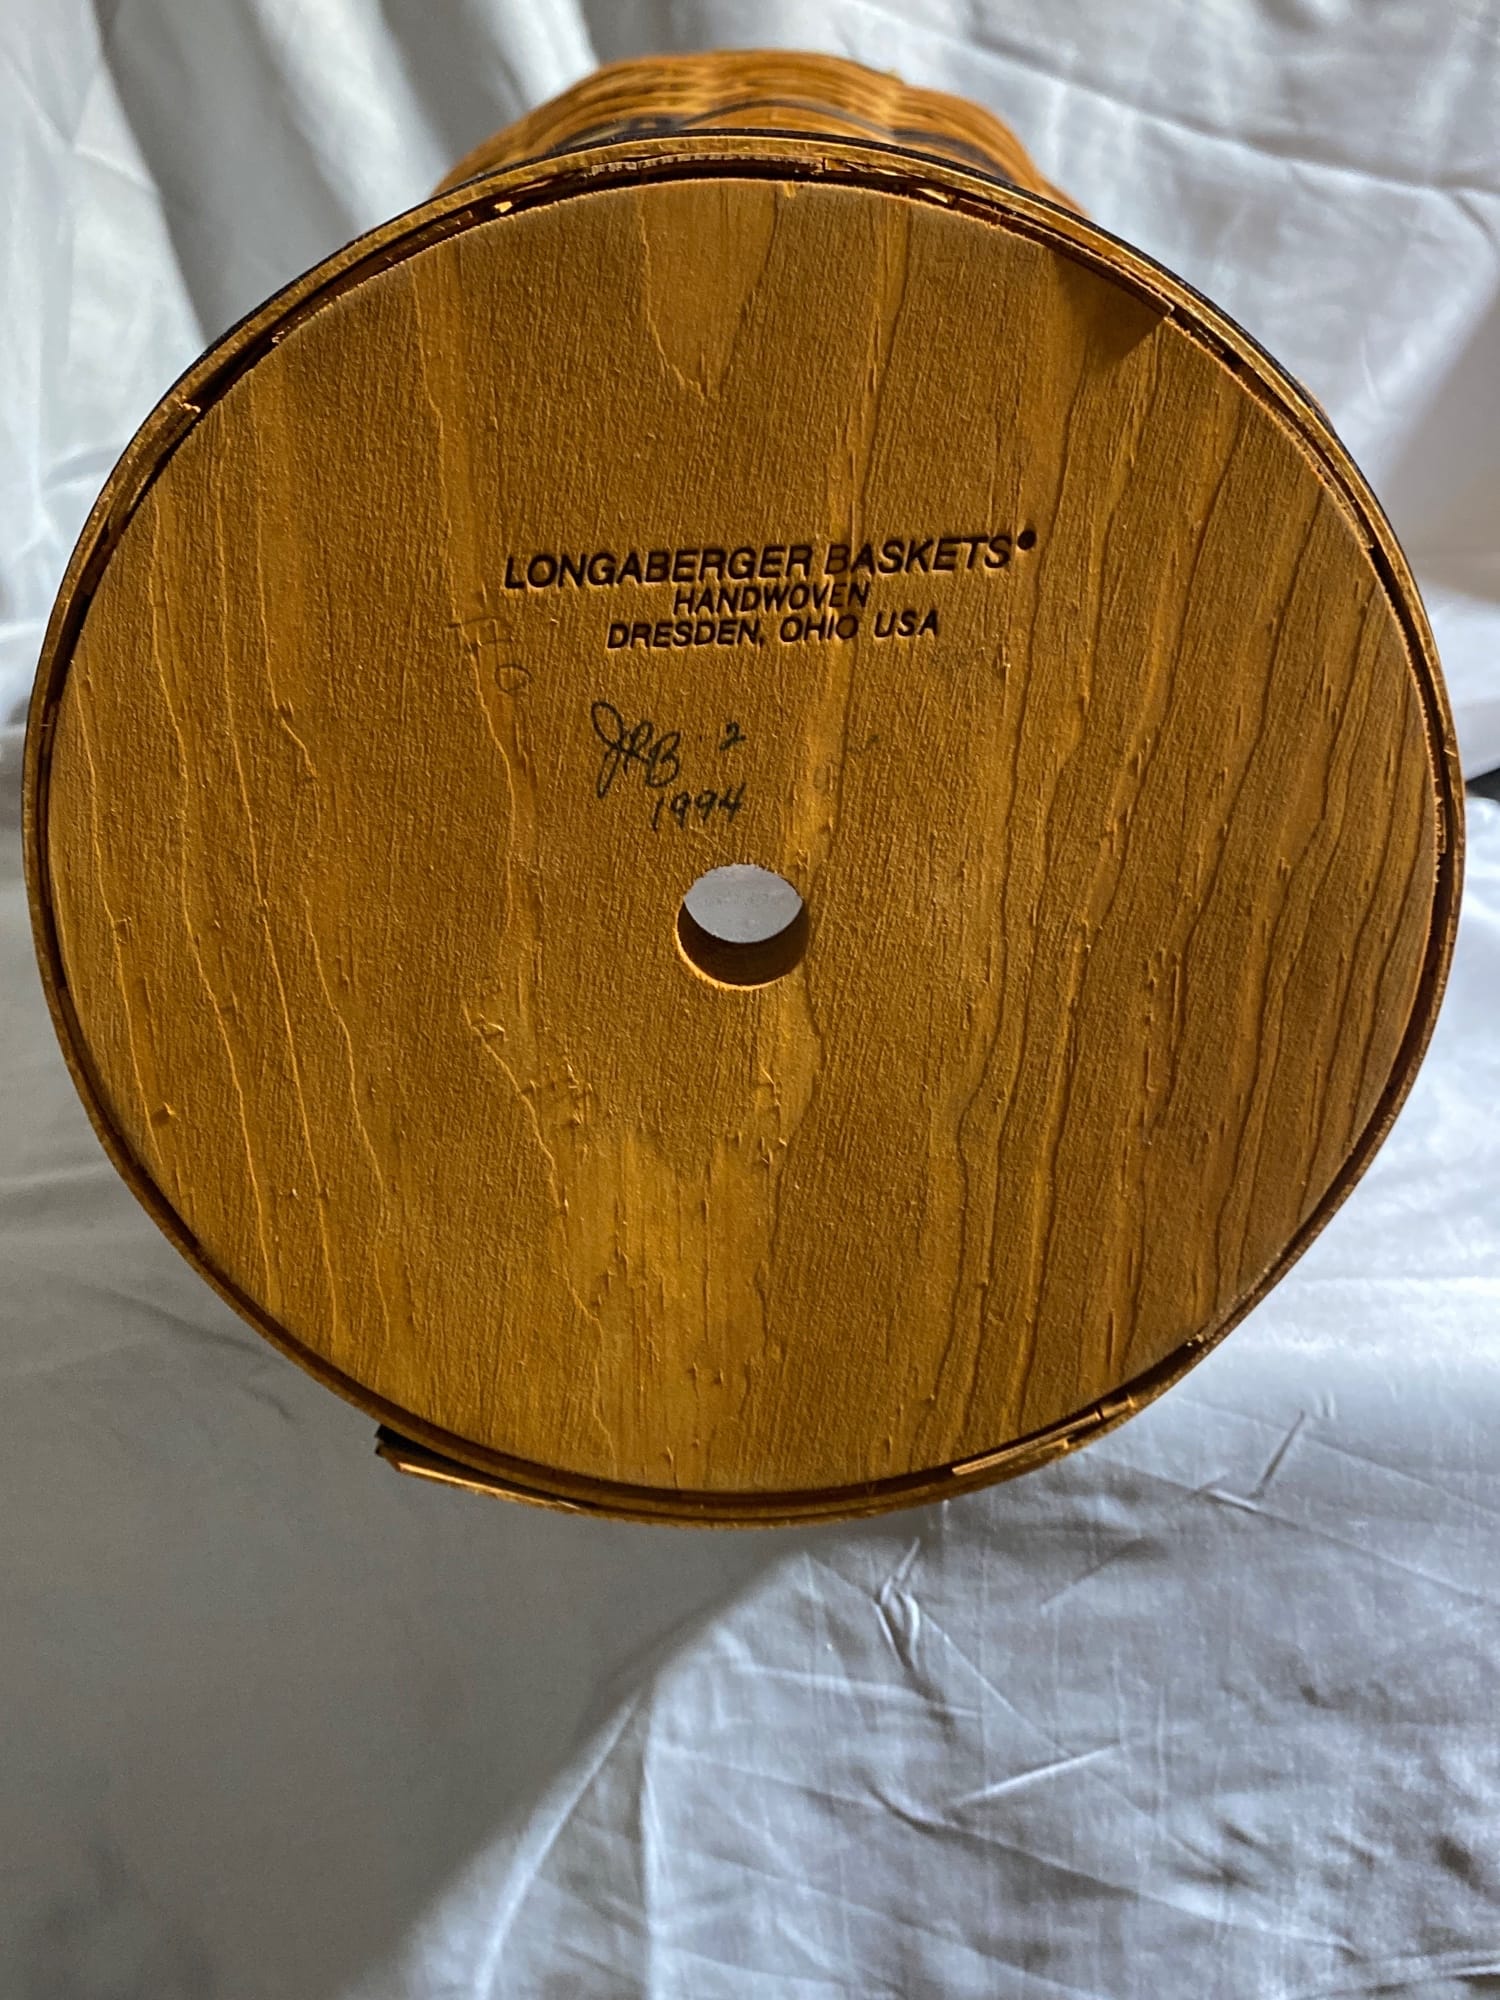 LONGABERGER BASKETS®
HANDWOVEN
DRESDEN, OHIO USA
JRB · 2
1994